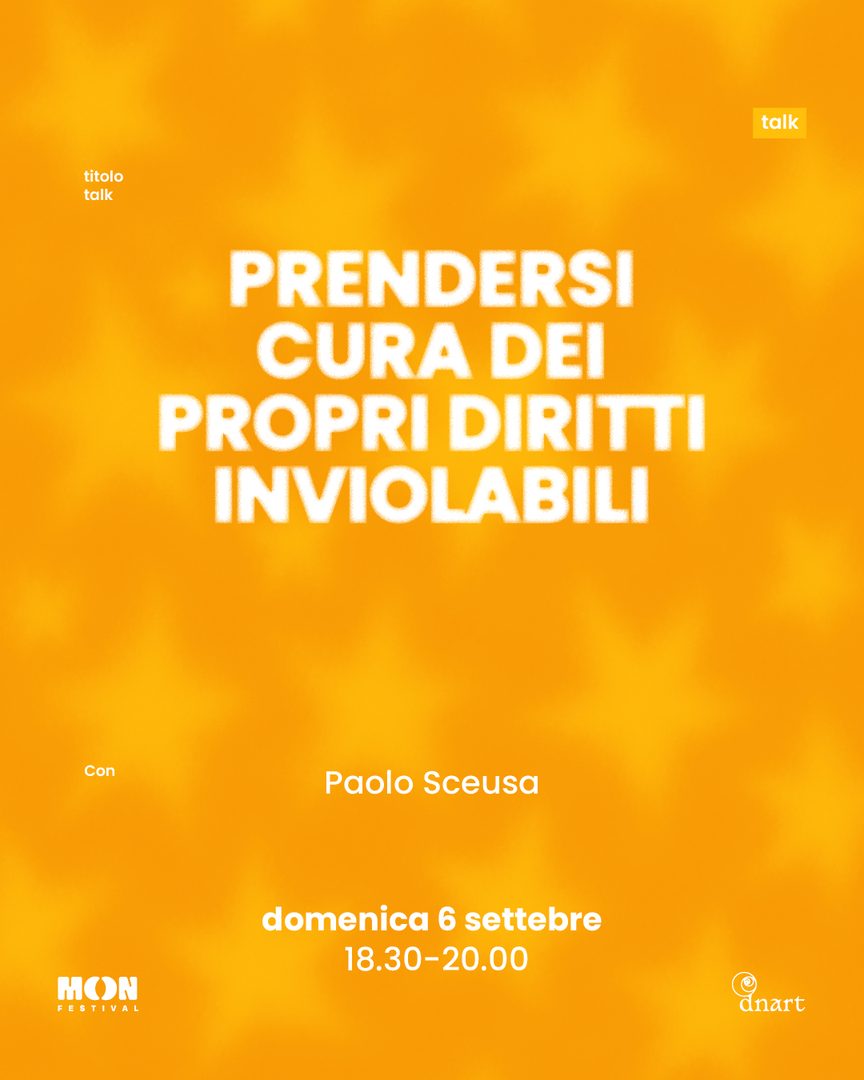 talk
titolo
talk
PRENDERSI
CURA DEI
PROPRI DIRITTI
INVIOLABILI
Con
Paolo Sceusa
domenica 6 settebre
18.30-20.00
MON
FESTIVAL
dnart